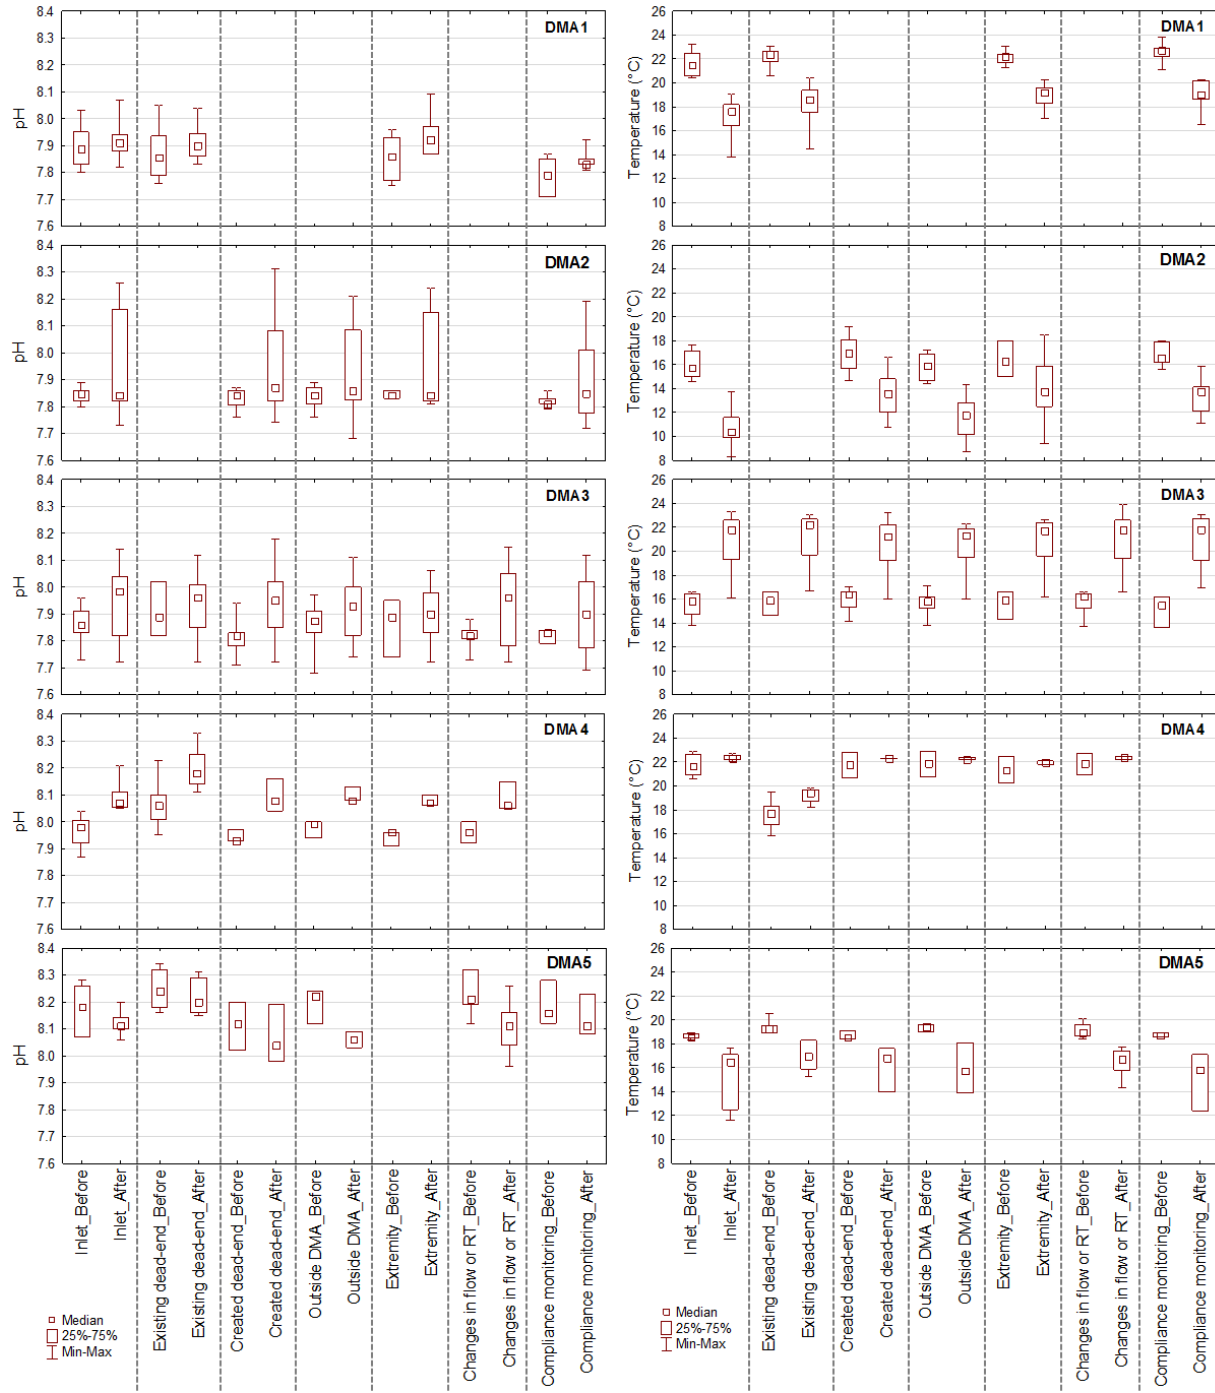 8.4
8.3
8.2
8.1
8.0
7.9
7.8
7.7
7.6
pH
DMA1
26
24
22
20
18
16
14
12
10
8
Temperature (°C)
DMA1
8.4
8.3
8.2
8.1
8.0
7.9
7.8
7.7
7.6
pH
DMA2
26
24
22
20
18
16
14
12
10
8
Temperature (°C)
DMA2
8.4
8.3
8.2
8.1
8.0
7.9
7.8
7.7
7.6
pH
DMA3
26
24
22
20
18
16
14
12
10
8
Temperature (°C)
DMA3
8.4
8.3
8.2
8.1
8.0
7.9
7.8
7.7
7.6
pH
DMA4
26
24
22
20
18
16
14
12
10
8
Temperature (°C)
DMA4
8.4
8.3
8.2
8.1
8.0
7.9
7.8
7.7
7.6
pH
DMA5
26
24
22
20
18
16
14
12
10
8
Temperature (°C)
DMA5
Inlet_Before
Inlet_After
Existing dead-end_Before
Existing dead-end_After
Created dead-end_Before
Created dead-end_After
Outside DMA_Before
Outside DMA_After
Extremity_Before
Extremity_After
Changes in flow or RT_Before
Changes in flow or RT_After
Compliance monitoring_Before
Compliance monitoring_After
Median
25%-75%
Min-Max
Inlet_Before
Inlet_After
Existing dead-end_Before
Existing dead-end_After
Created dead-end_Before
Created dead-end_After
Outside DMA_Before
Outside DMA_After
Extremity_Before
Extremity_After
Changes in flow or RT_Before
Changes in flow or RT_After
Compliance monitoring_Before
Compliance monitoring_After
Median
25%-75%
Min-Max